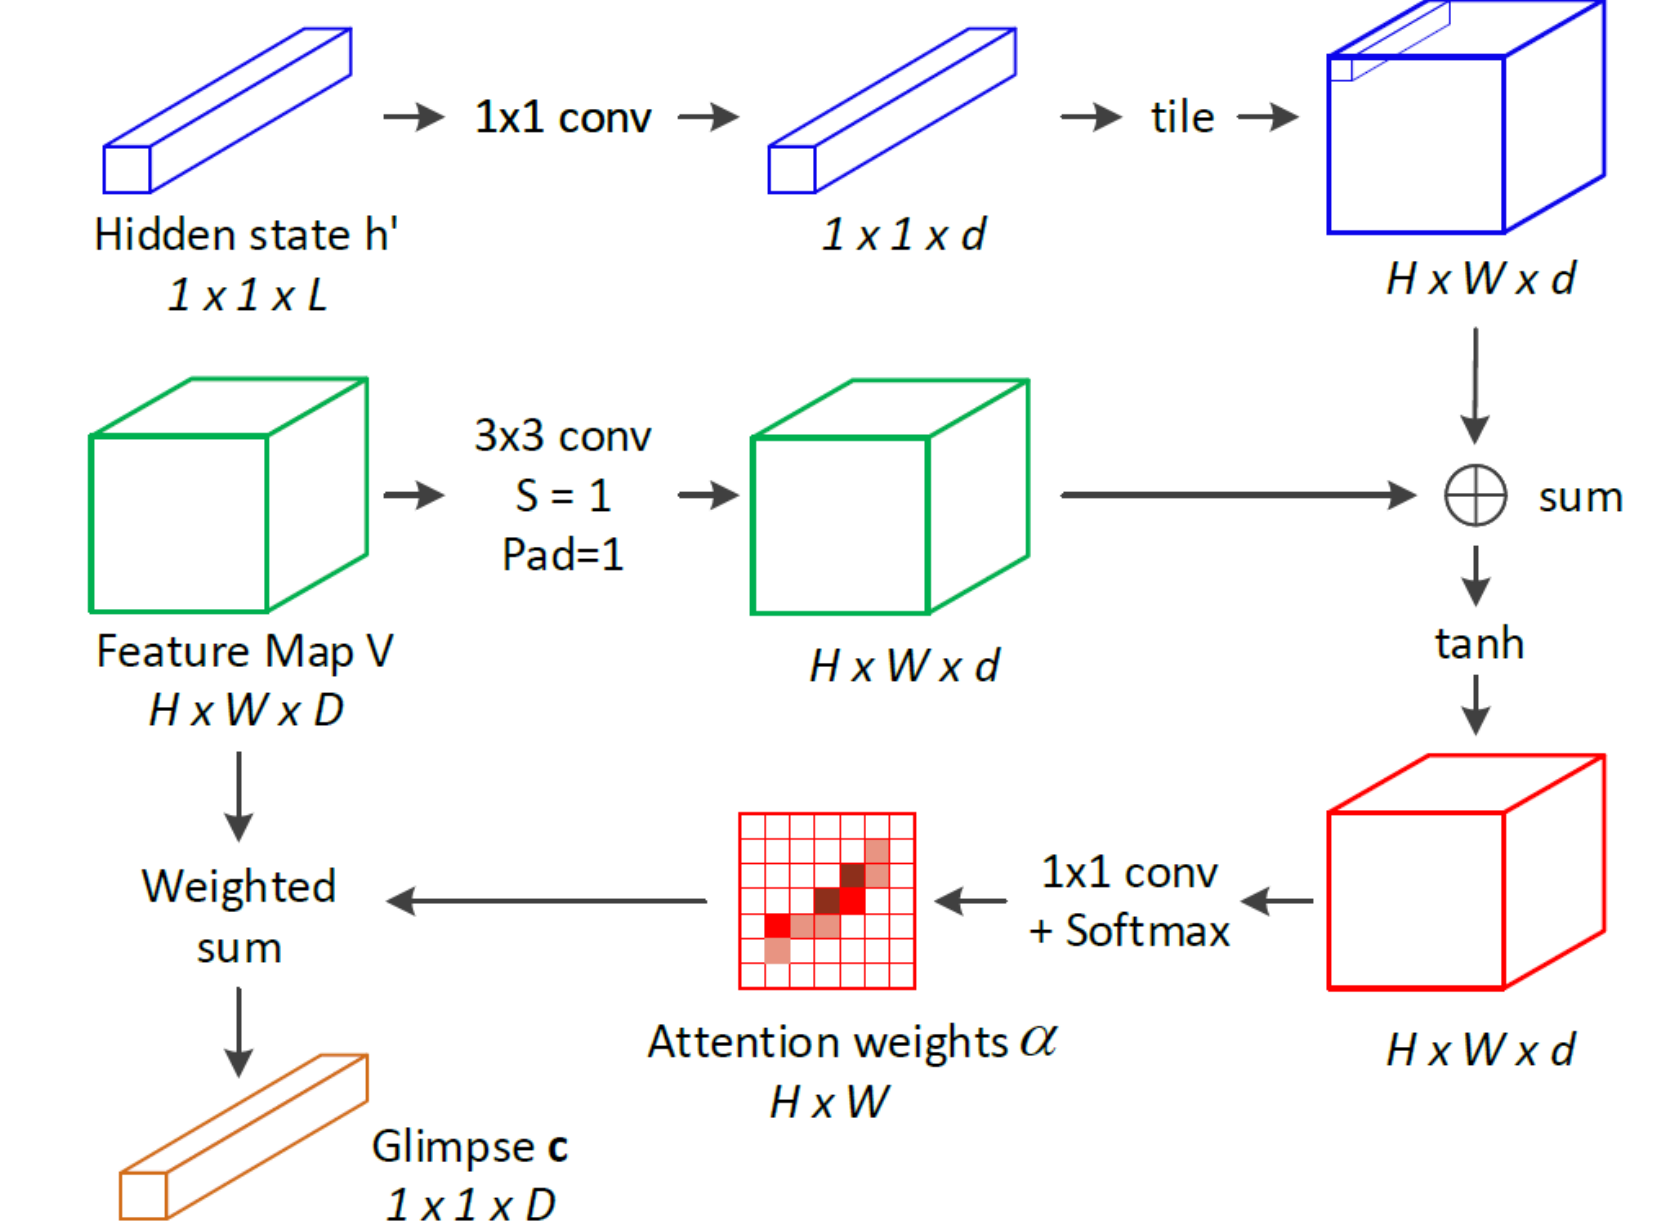 1x1 conv
tile
Hidden state h'
1 x 1 x L
1 x 1 x d
H x W x d
3x3 conv
S = 1
Pad=1
sum
Feature Map V
H x W x D
H x W x d
tanh
Weighted
sum
1x1 conv
+ Softmax
Attention weights α
H x W
H x W x d
Glimpse c
1 x 1 x D